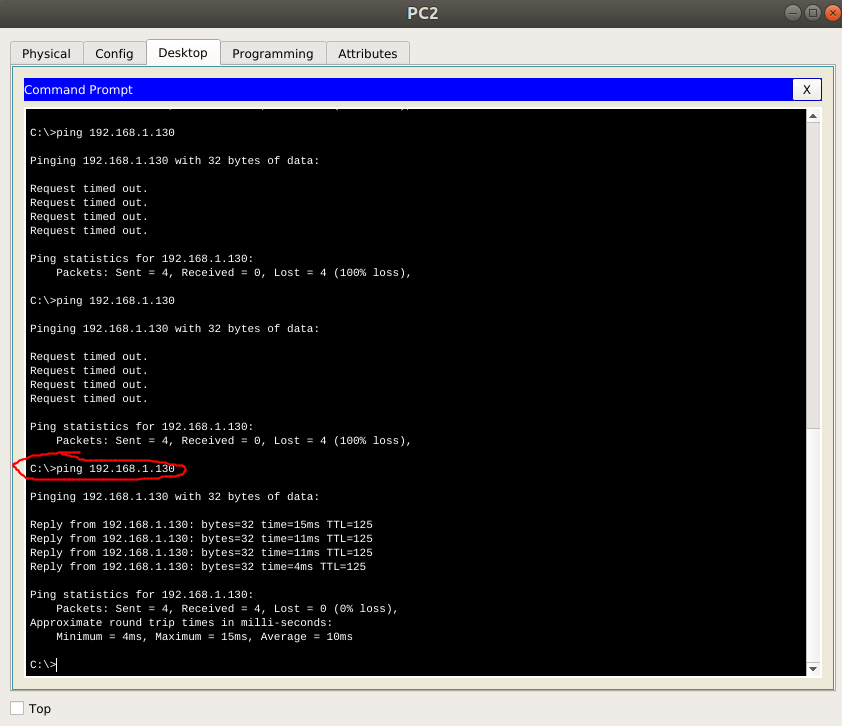 PC2
Physical Config Desktop Programming Attributes
Command Prompt X
C:\>ping 192.168.1.130
Pinging 192.168.1.130 with 32 bytes of data:
Request timed out.
Request timed out.
Request timed out.
Request timed out.
Ping statistics for 192.168.1.130:
Packets: Sent = 4, Received = 0, Lost = 4 (100% loss),
C:\>ping 192.168.1.130
Pinging 192.168.1.130 with 32 bytes of data:
Request timed out.
Request timed out.
Request timed out.
Request timed out.
Ping statistics for 192.168.1.130:
Packets: Sent = 4, Received = 0, Lost = 4 (100% loss),
C:\>ping 192.168.1.130
Pinging 192.168.1.130 with 32 bytes of data:
Reply from 192.168.1.130: bytes=32 time=15ms TTL=125
Reply from 192.168.1.130: bytes=32 time=11ms TTL=125
Reply from 192.168.1.130: bytes=32 time=11ms TTL=125
Reply from 192.168.1.130: bytes=32 time=4ms TTL=125
Ping statistics for 192.168.1.130:
Packets: Sent = 4, Received = 4, Lost = 0 (0% loss),
Approximate round trip times in milli-seconds:
Minimum = 4ms, Maximum = 15ms, Average = 10ms
C:\>
Top